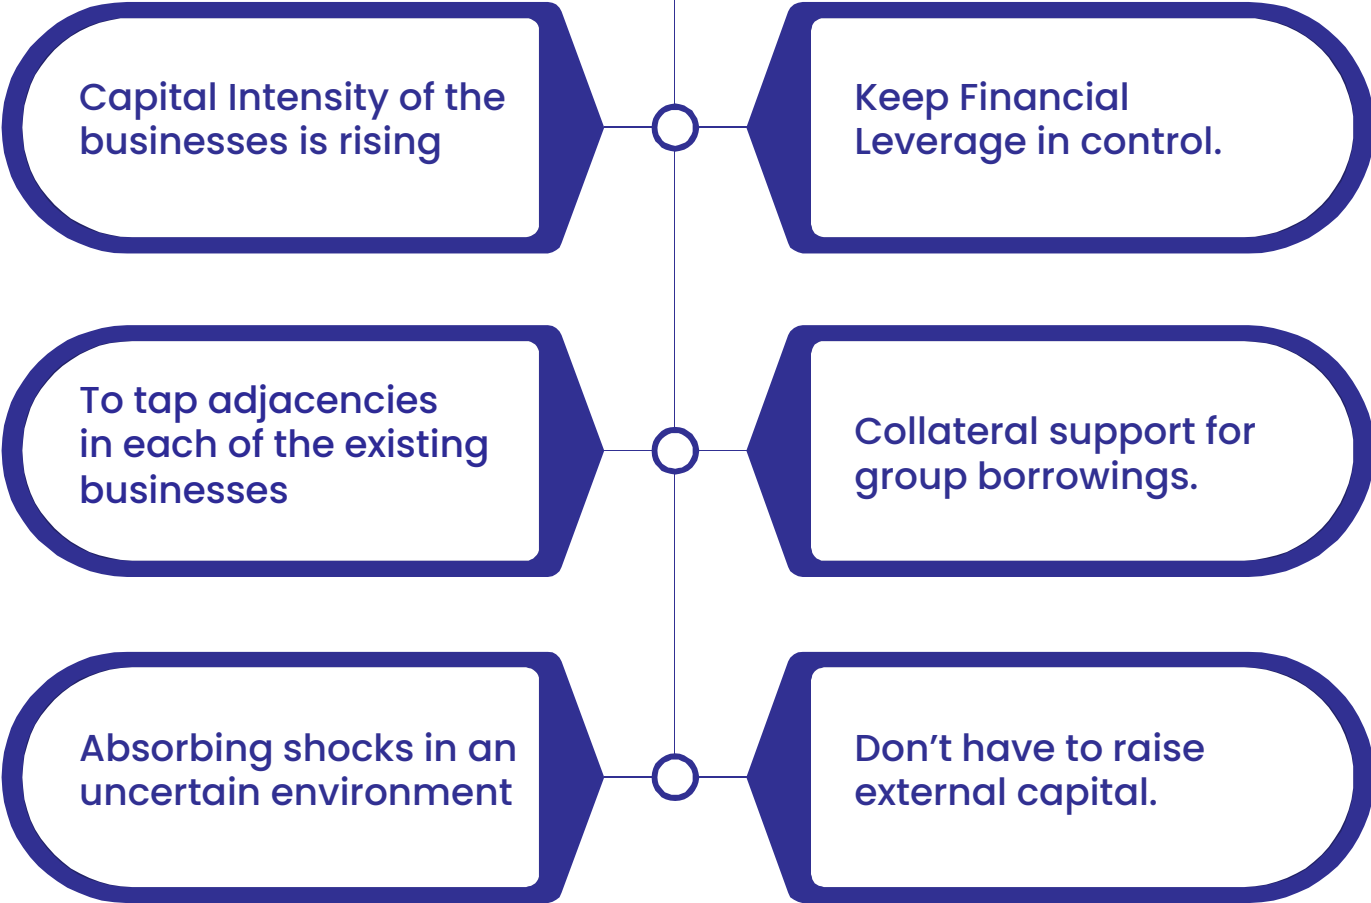 Capital Intensity of the
businesses is rising
Keep Financial
Leverage in control.
To tap adjacencies
in each of the existing
businesses
Collateral support for
group borrowings.
Absorbing shocks in an
uncertain environment
Don’t have to raise
external capital.